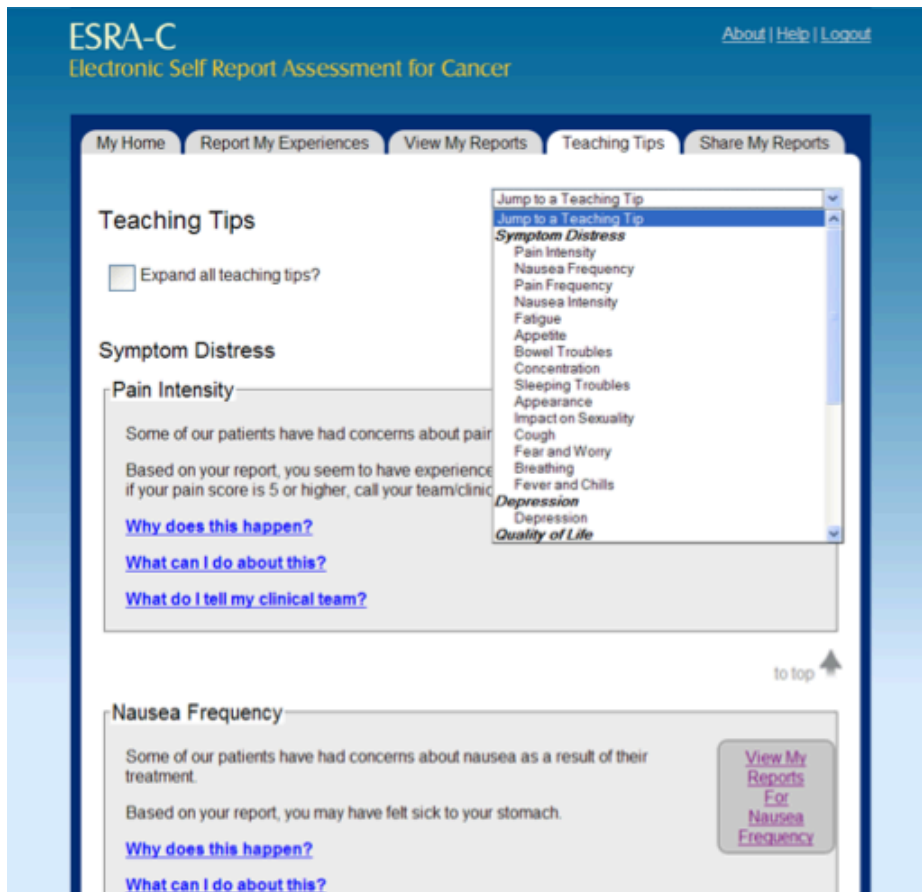 ESRA-C
About | Help | Logout
Electronic Self Report Assessment for Cancer
My Home
Report My Experiences
View My Reports
Teaching Tips
Share My Reports
Teaching Tips
Expand all teaching tips?
Jump to a Teaching Tip
Jump to a Teaching Tip
Symptom Distress
Pain Intensity
Nausea Frequency
Pain Frequency
Nausea Intensity
Fatigue
Appetite
Bowel Troubles
Concentration
Sleeping Troubles
Appearance
Impact on Sexuality
Cough
Fear and Worry
Breathing
Fever and Chills
Depression
Depression
Quality of Life
Symptom Distress
Pain Intensity
Some of our patients have had concerns about pain
Based on your report, you seem to have experience
if your pain score is 5 or higher, call your team/clinic
Why does this happen?
What can I do about this?
What do I tell my clinical team?
to top
Nausea Frequency
Some of our patients have had concerns about nausea as a result of their
treatment.
Based on your report, you may have felt sick to your stomach.
Why does this happen?
What can I do about this?
View My
Reports
For
Nausea
Frequency